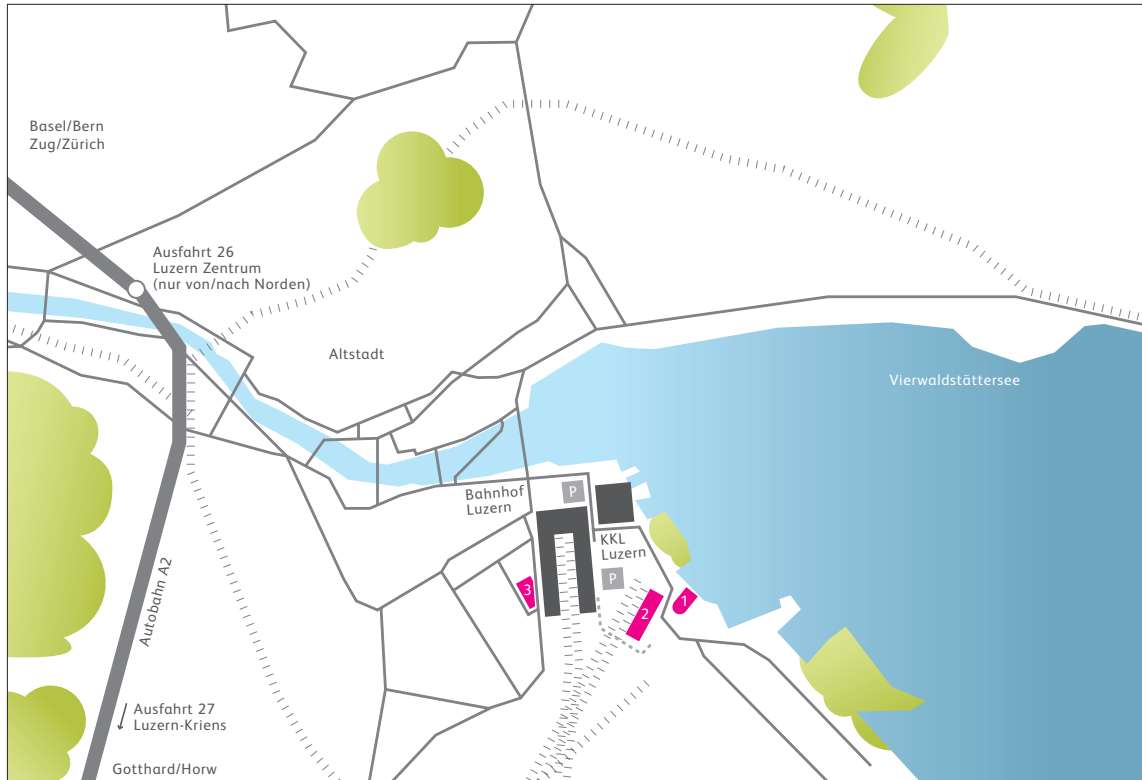 Basel/Bern
Zug/Zürich
Ausfahrt 26
Luzern Zentrum
(nur von/nach Norden)
Altstadt
Vierwaldstättersee
Bahnhof
Luzern
P
KKL
Luzern
P
3
2
1
Autobahn A2
Ausfahrt 27
Luzern-Kriens
Gotthard/Horw